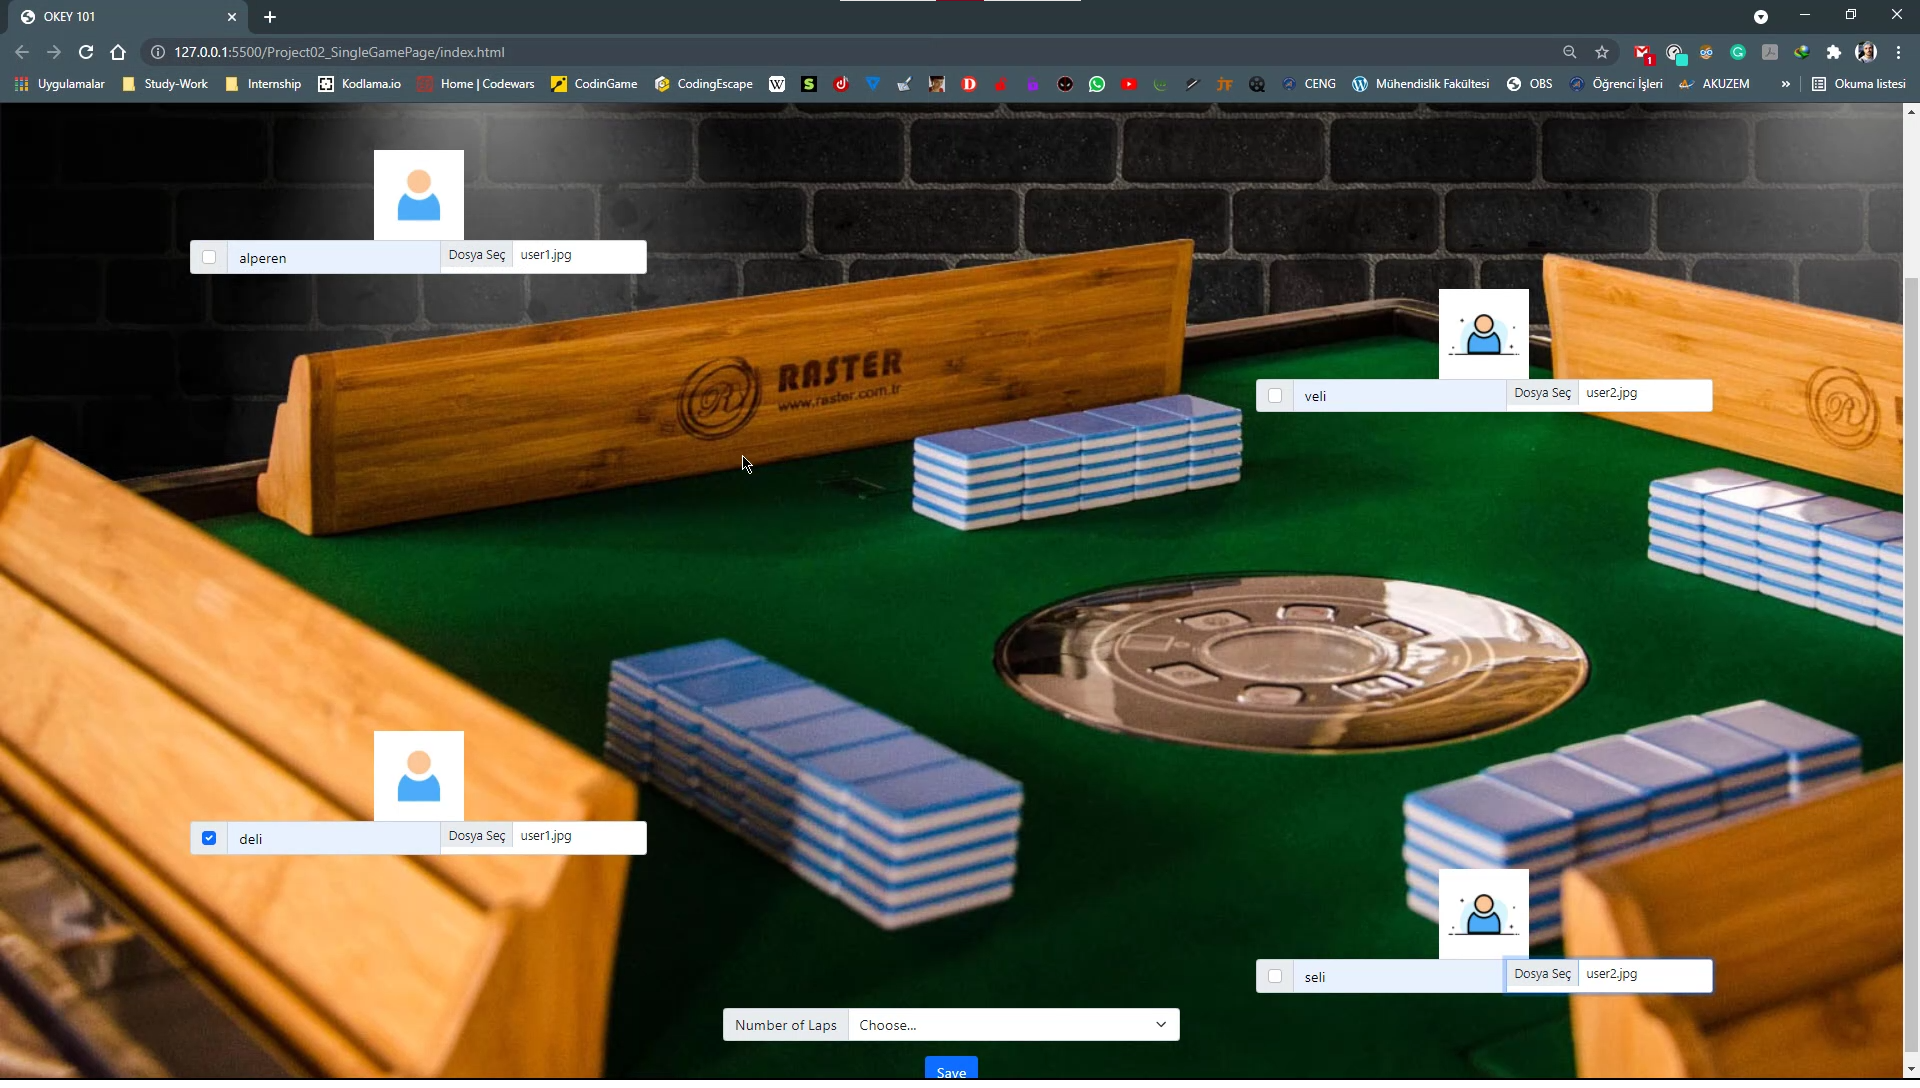 OKEY 101
127.0.0.1:5500/Project02_SingleGamePage/index.html
1
Uygulamalar Study-Work Internship Kodlama.io Home | Codewars CodinGame CodingEscape CENG Mühendislik Fakültesi OBS Öğrenci İşleri AKUZEM » Okuma listesi
alperen Dosya Seç user1.jpg
RASTER
www.raster.com.tr
veli Dosya Seç user2.jpg
deli Dosya Seç user1.jpg
seli Dosya Seç user2.jpg
Number of Laps Choose...
Save